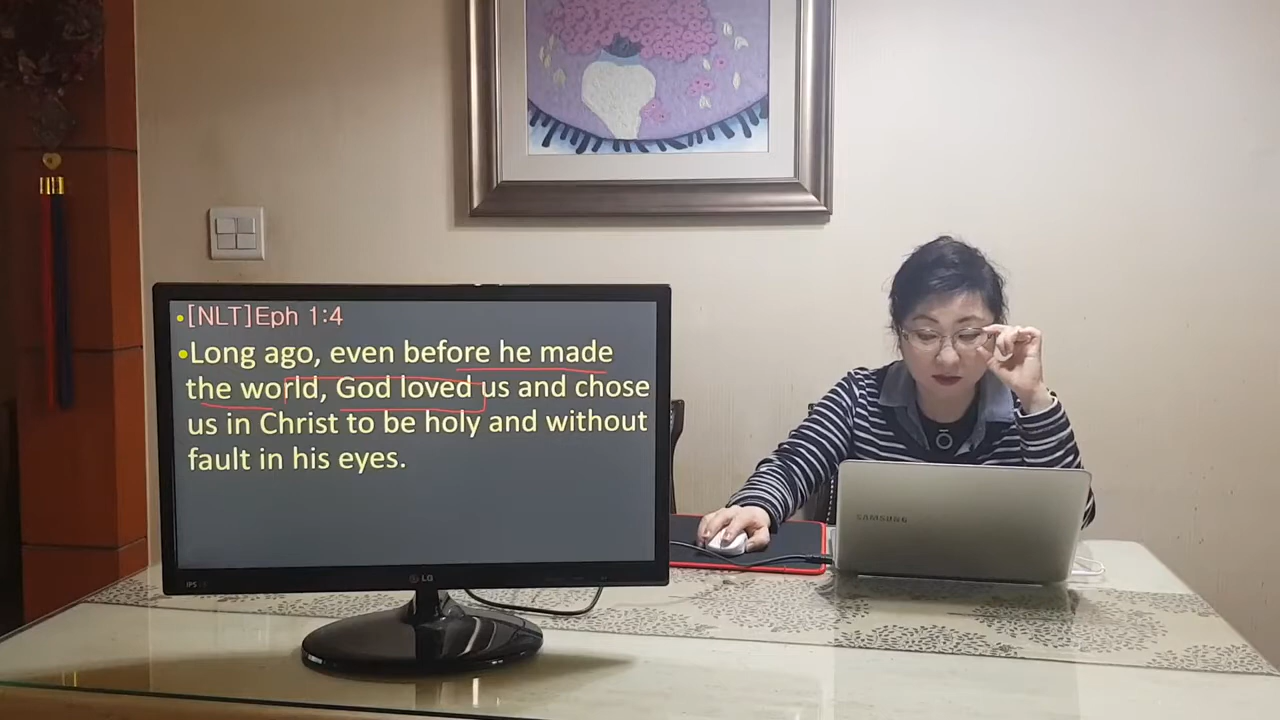 •[NLT]Eph 1:4
•Long ago, even before he made
the world, God loved us and chose
us in Christ to be holy and without
fault in his eyes.
IPS
LG
SAMSUNG